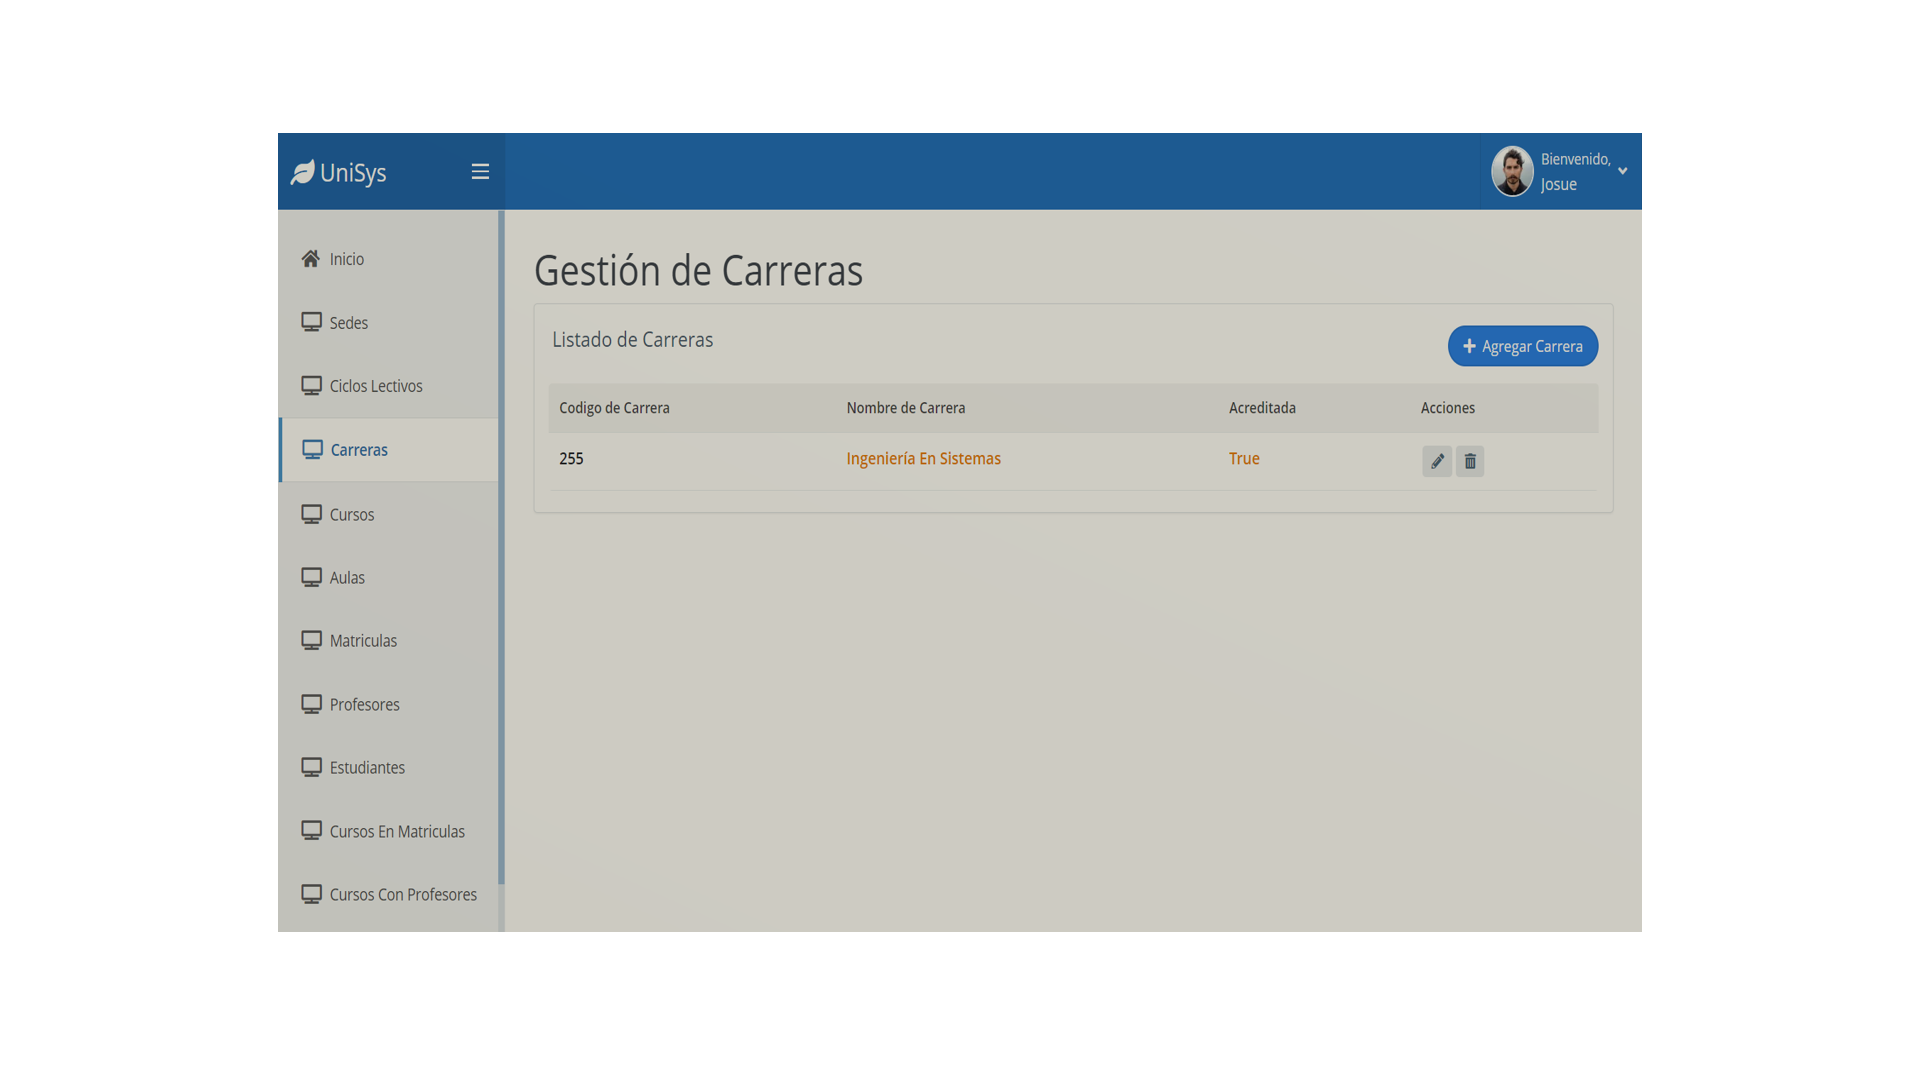 UniSys
Bienvenido,
Josue
Inicio
Sedes
Ciclos Lectivos
Carreras
Cursos
Aulas
Matriculas
Profesores
Estudiantes
Cursos En Matriculas
Cursos Con Profesores
Gestión de Carreras
Listado de Carreras
Agregar Carrera
Codigo de Carrera Nombre de Carrera Acreditada Acciones
255 Ingeniería En Sistemas True